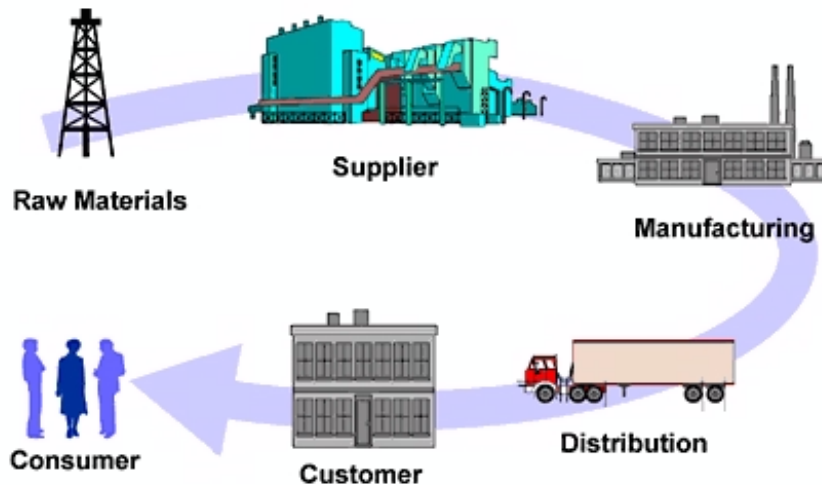 Raw Materials
Supplier
Manufacturing
Distribution
Customer
Consumer